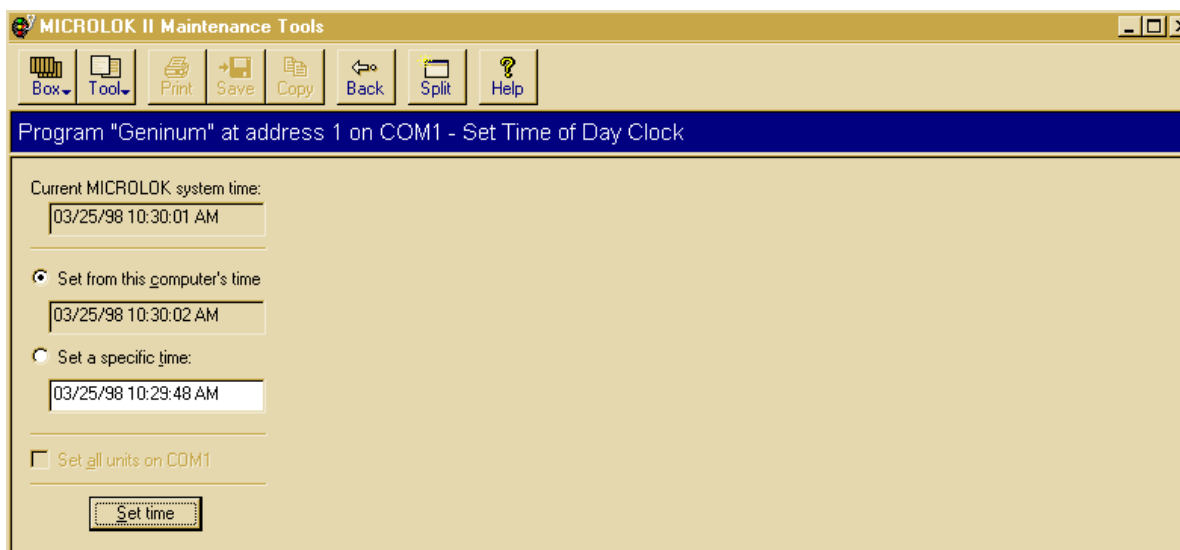 MICROLOK II Maintenance Tools
Box Tool Print Save Copy Back Split Help
Program "Geninum" at address 1 on COM1 - Set Time of Day Clock
Current MICROLOK system time:
03/25/98 10:30:01 AM
Set from this computer's time
03/25/98 10:30:02 AM
Set a specific time:
03/25/98 10:29:48 AM
Set all units on COM1
Set time